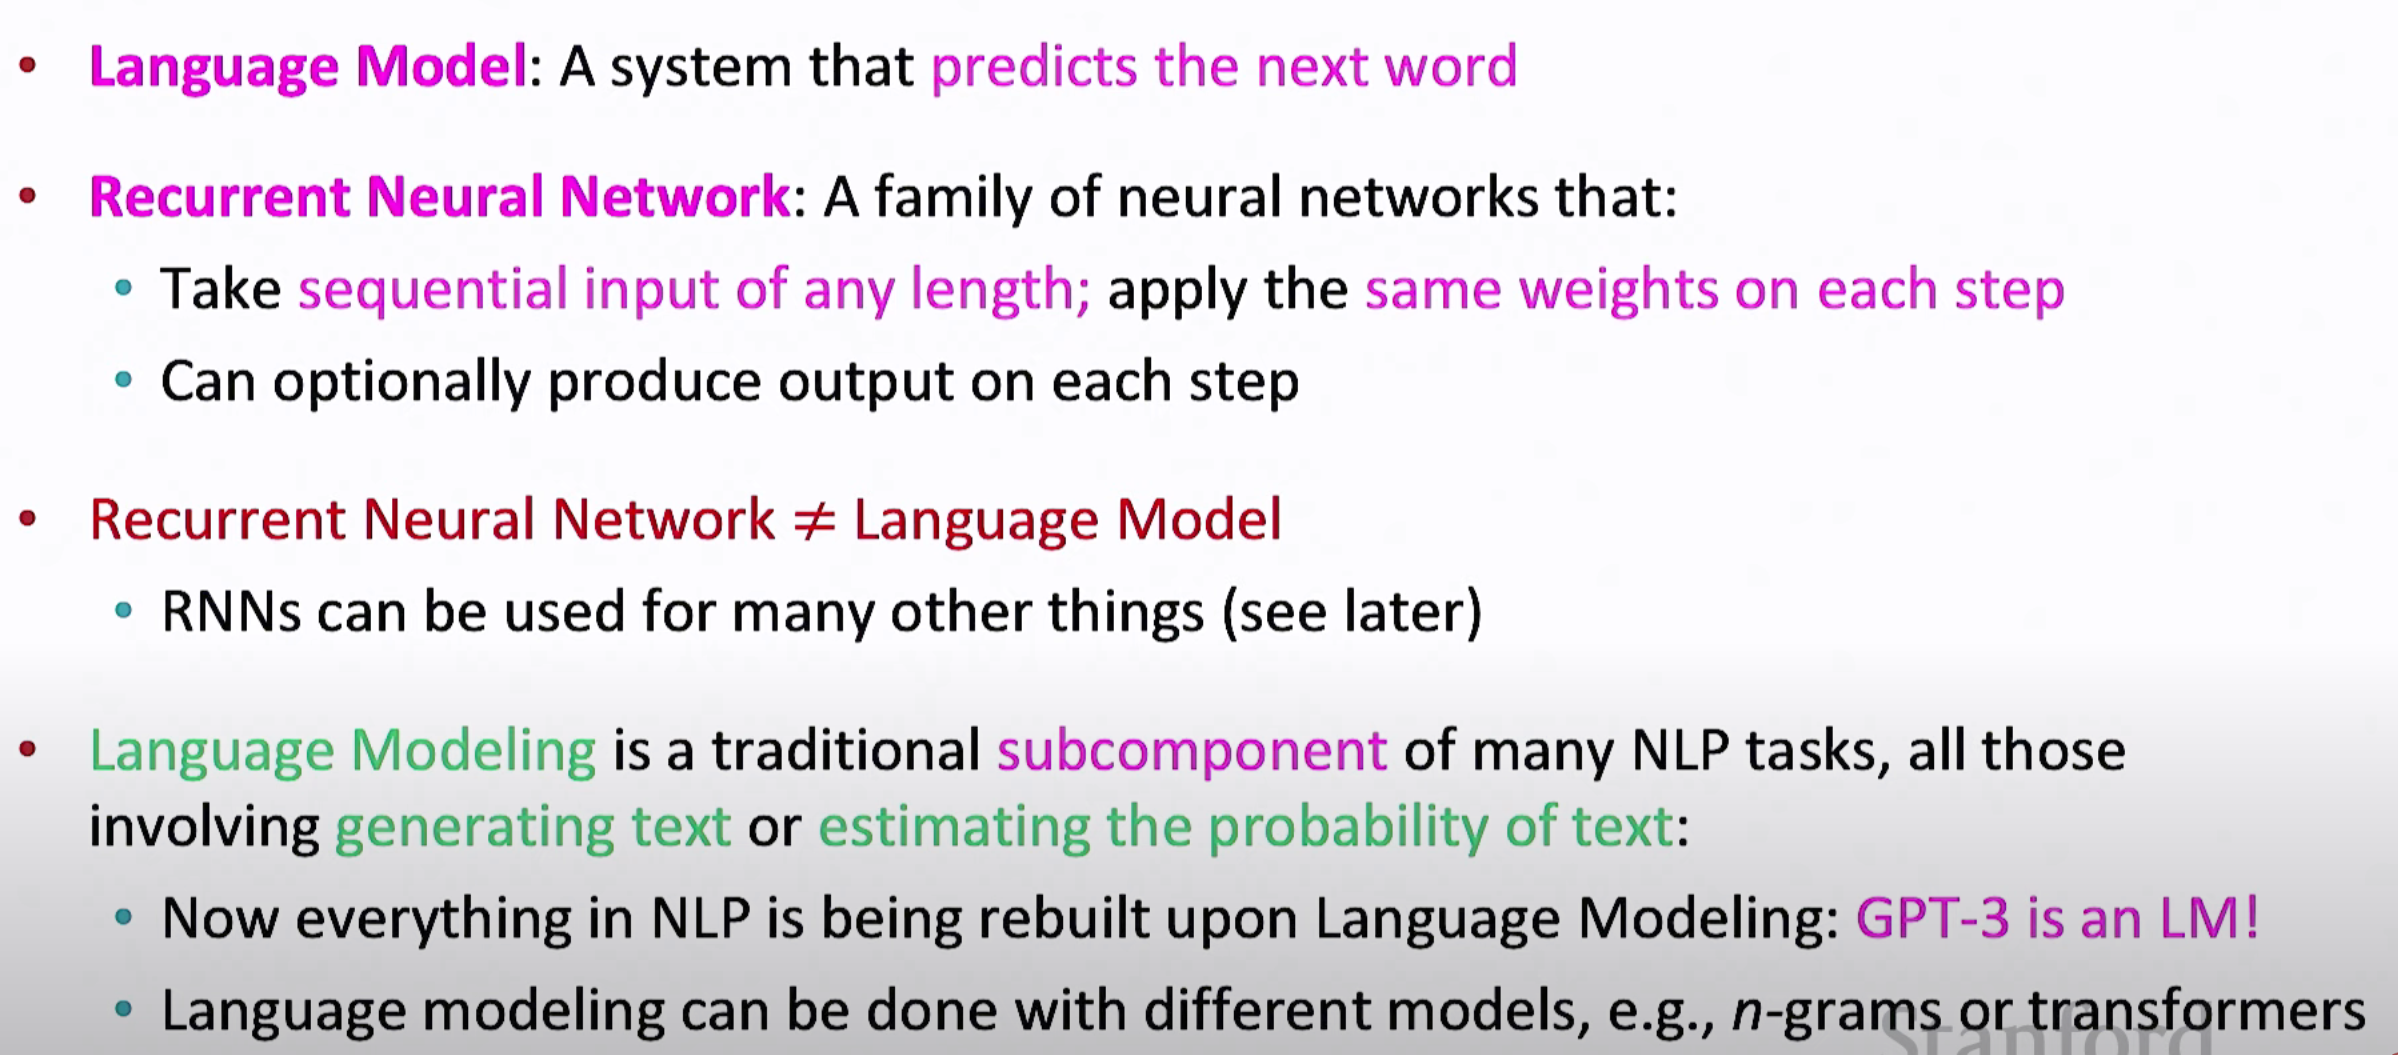 • Language Model: A system that predicts the next word
• Recurrent Neural Network: A family of neural networks that:
• Take sequential input of any length; apply the same weights on each step
• Can optionally produce output on each step
• Recurrent Neural Network ≠ Language Model
• RNNs can be used for many other things (see later)
• Language Modeling is a traditional subcomponent of many NLP tasks, all those
involving generating text or estimating the probability of text:
• Now everything in NLP is being rebuilt upon Language Modeling: GPT-3 is an LM!
• Language modeling can be done with different models, e.g., n-grams or transformers
Stanford